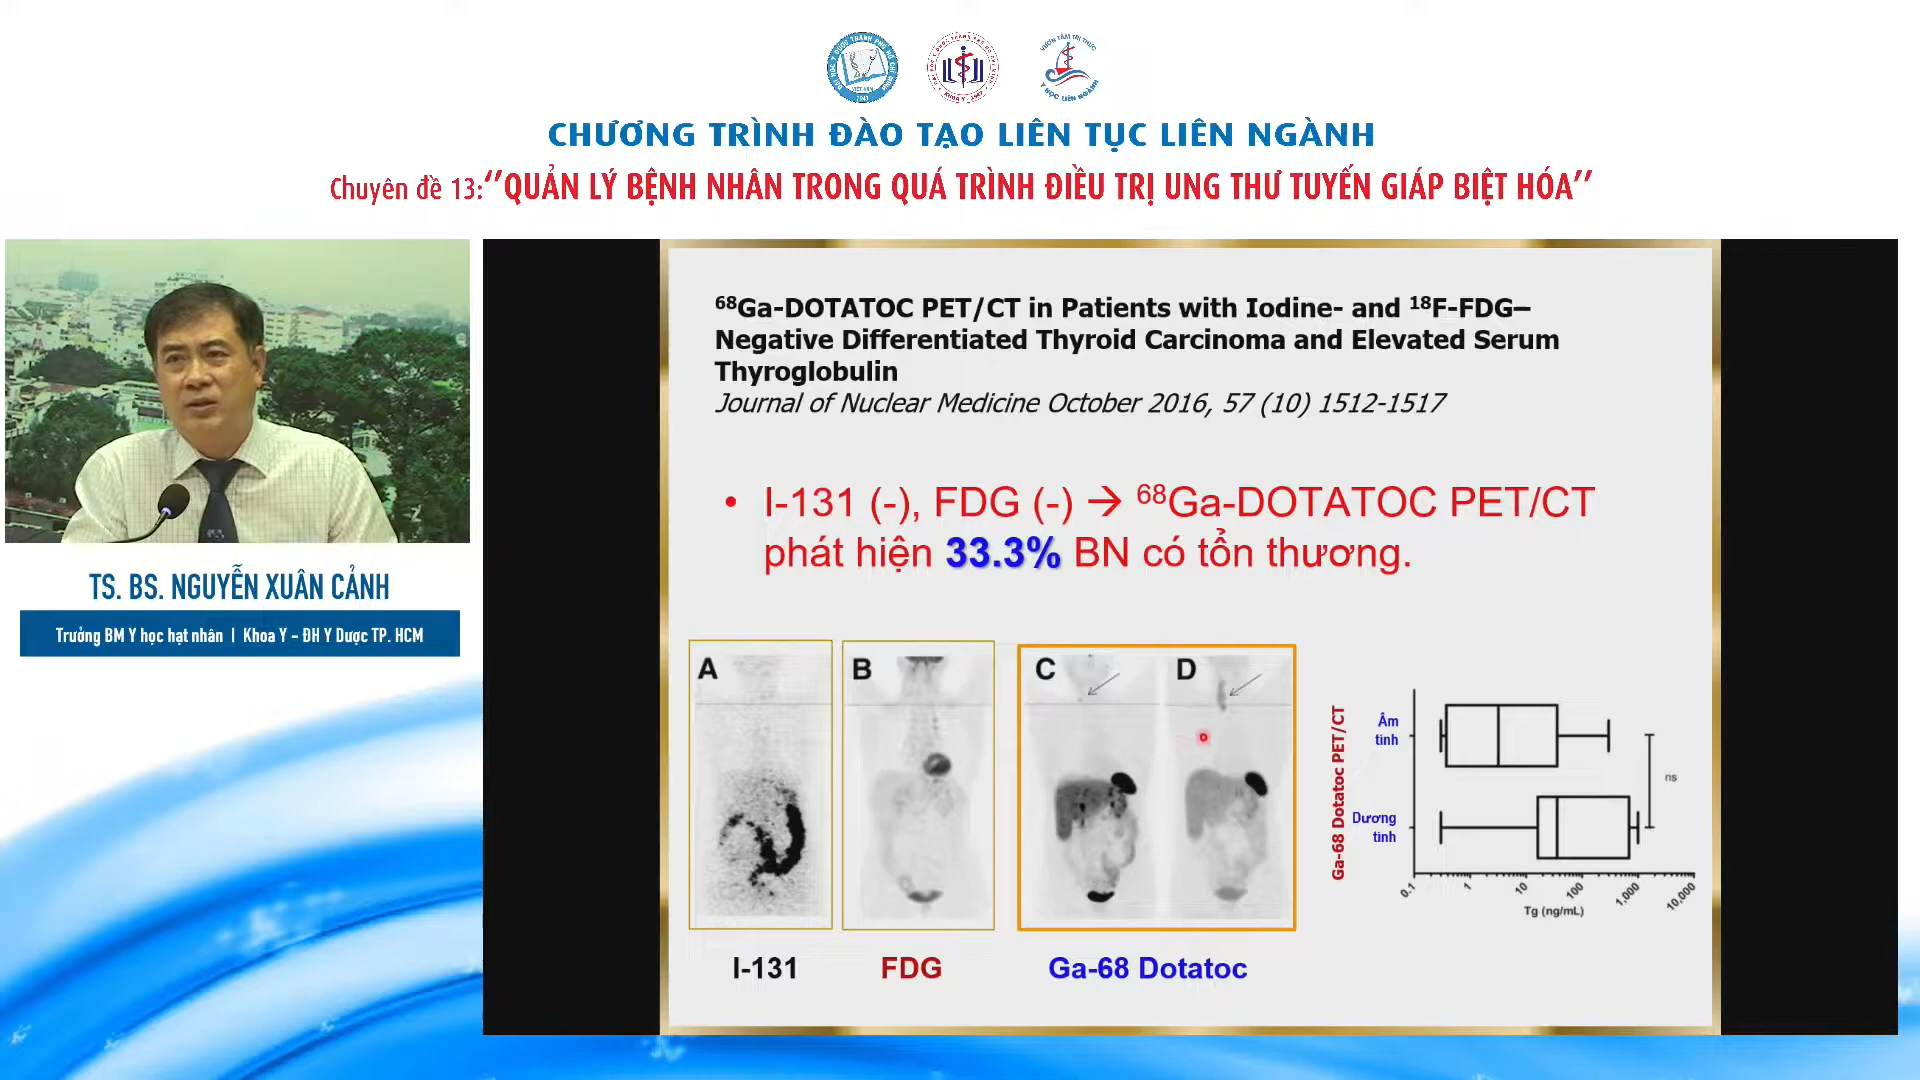 CHƯƠNG TRÌNH ĐÀO TẠO LIÊN TỤC LIÊN NGÀNH
Chuyên đề 13:“QUẢN LÝ BỆNH NHÂN TRONG QUÁ TRÌNH ĐIỀU TRỊ UNG THƯ TUYẾN GIÁP BIỆT HÓA”
TS. BS. NGUYỄN XUÂN CẢNH
Trưởng BM Y học hạt nhân | Khoa Y – ĐH Y Dược TP. HCM
⁶⁸Ga-DOTATOC PET/CT in Patients with Iodine- and ¹⁸F-FDG–
Negative Differentiated Thyroid Carcinoma and Elevated Serum
Thyroglobulin
Journal of Nuclear Medicine October 2016, 57 (10) 1512-1517
• I-131 (-), FDG (-) → ⁶⁸Ga-DOTATOC PET/CT
phát hiện 33.3% BN có tổn thương.
A
B
C
D
I-131
FDG
Ga-68 Dotatoc
Ga-68 Dotatoc PET/CT
Âm
tính
Dương
tính
ns
0.1
1
10
100
1,000
10,000
Tg (ng/mL)